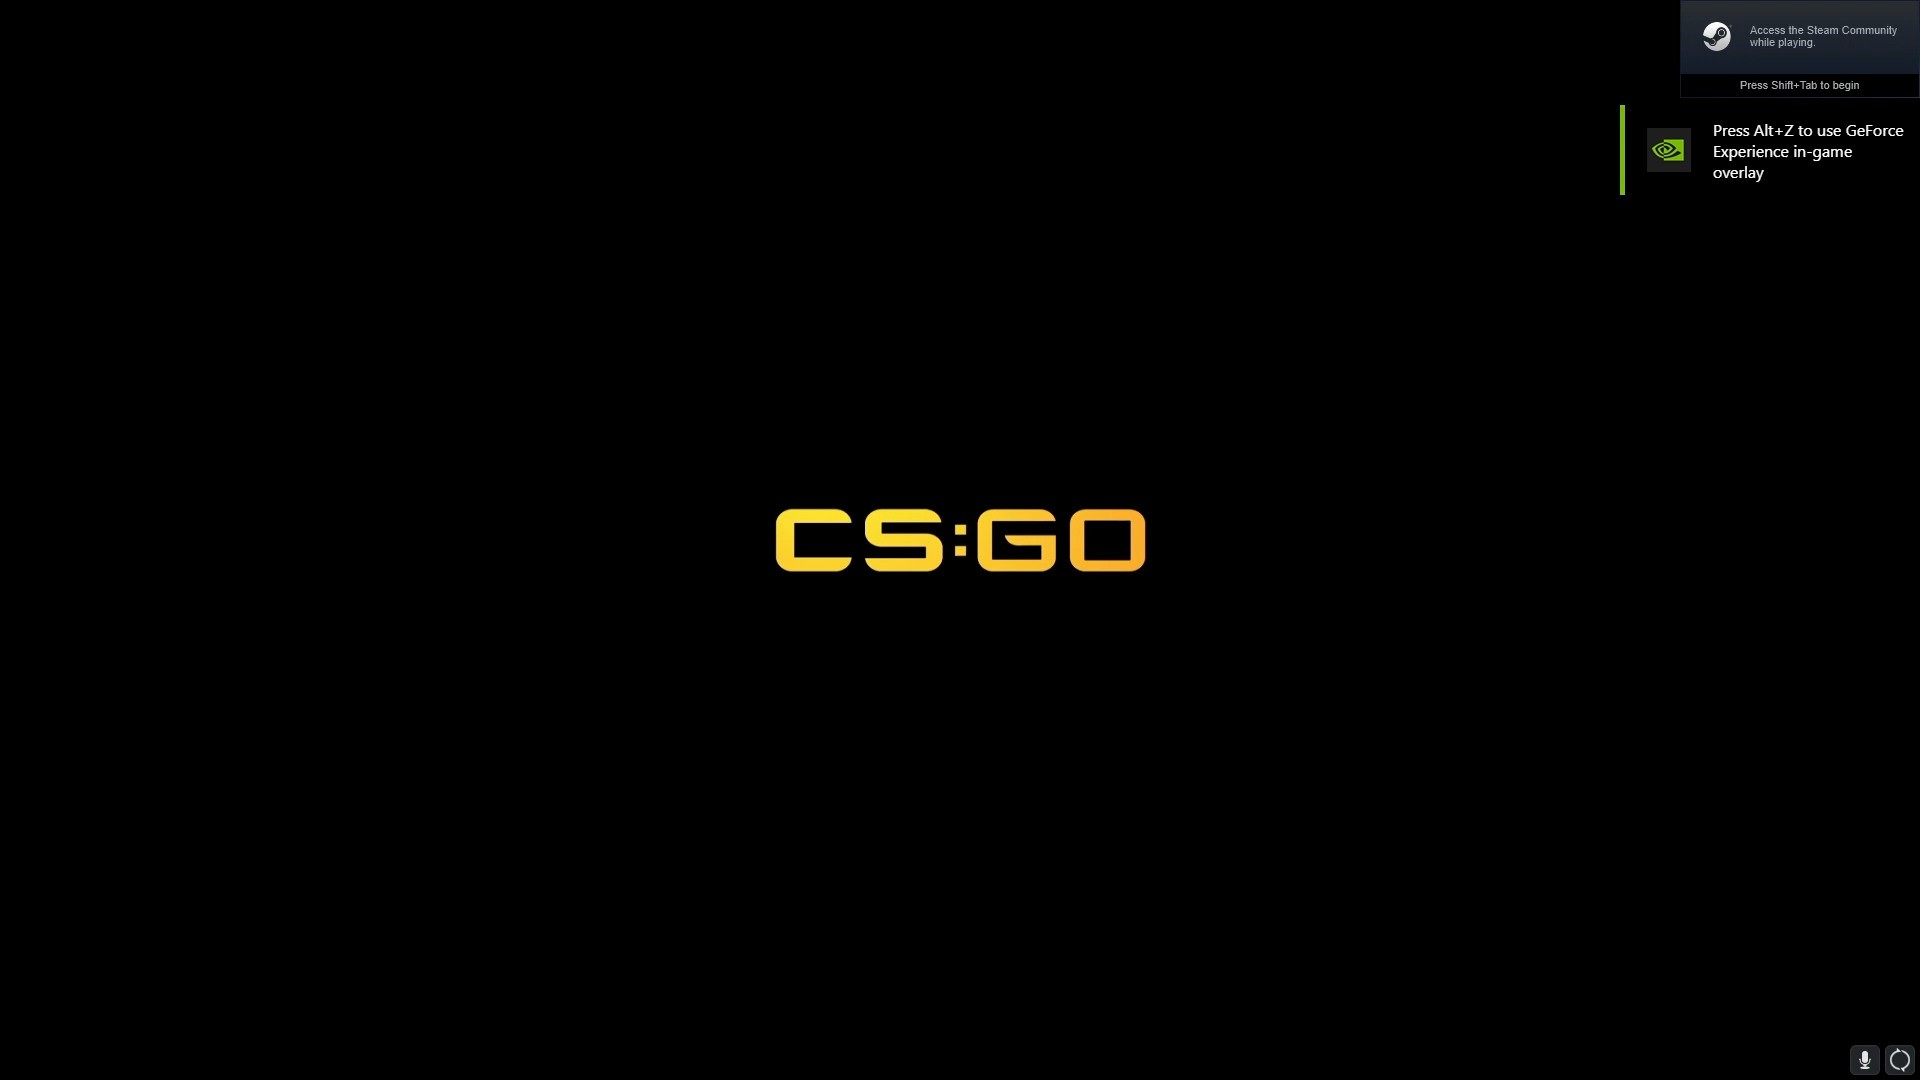 Access the Steam Community
while playing.
Press Shift+Tab to begin
Press Alt+Z to use GeForce
Experience in-game
overlay
CS:GO